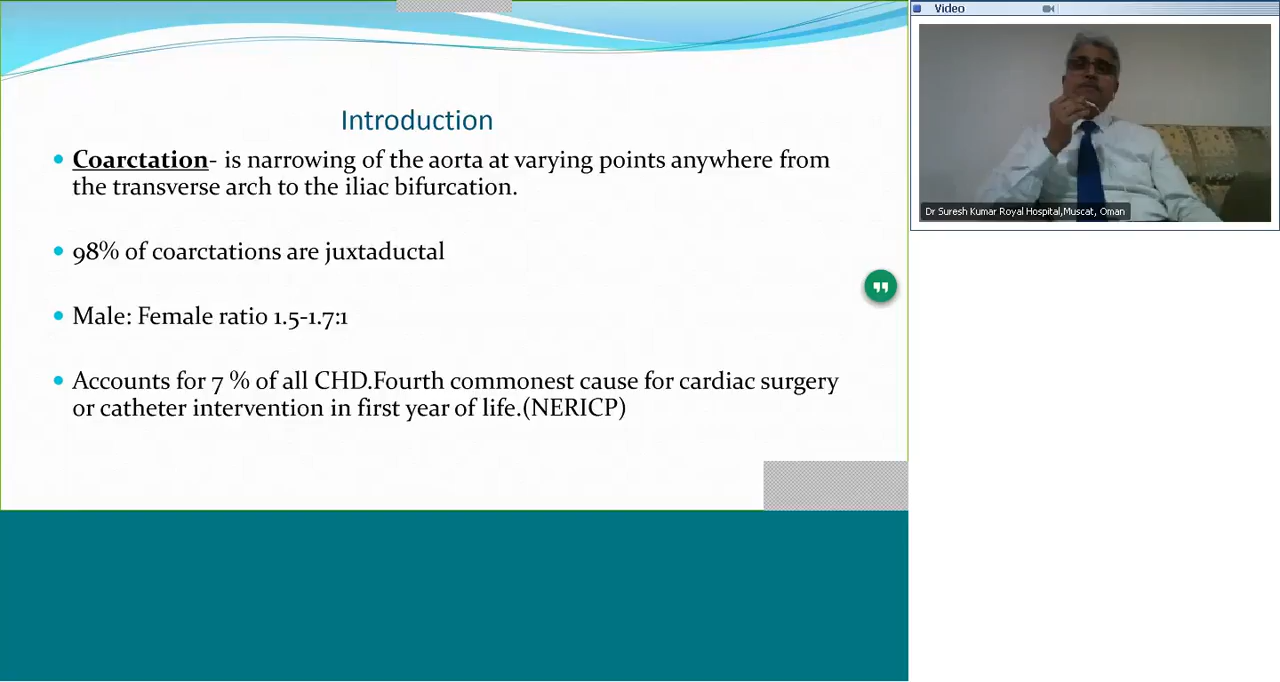 Introduction
• Coarctation- is narrowing of the aorta at varying points anywhere from
the transverse arch to the iliac bifurcation.
• 98% of coarctations are juxtaductal
• Male: Female ratio 1.5-1.7:1
• Accounts for 7 % of all CHD.Fourth commonest cause for cardiac surgery
or catheter intervention in first year of life.(NERICP)
Video
Dr Suresh Kumar Royal Hospital,Muscat, Oman